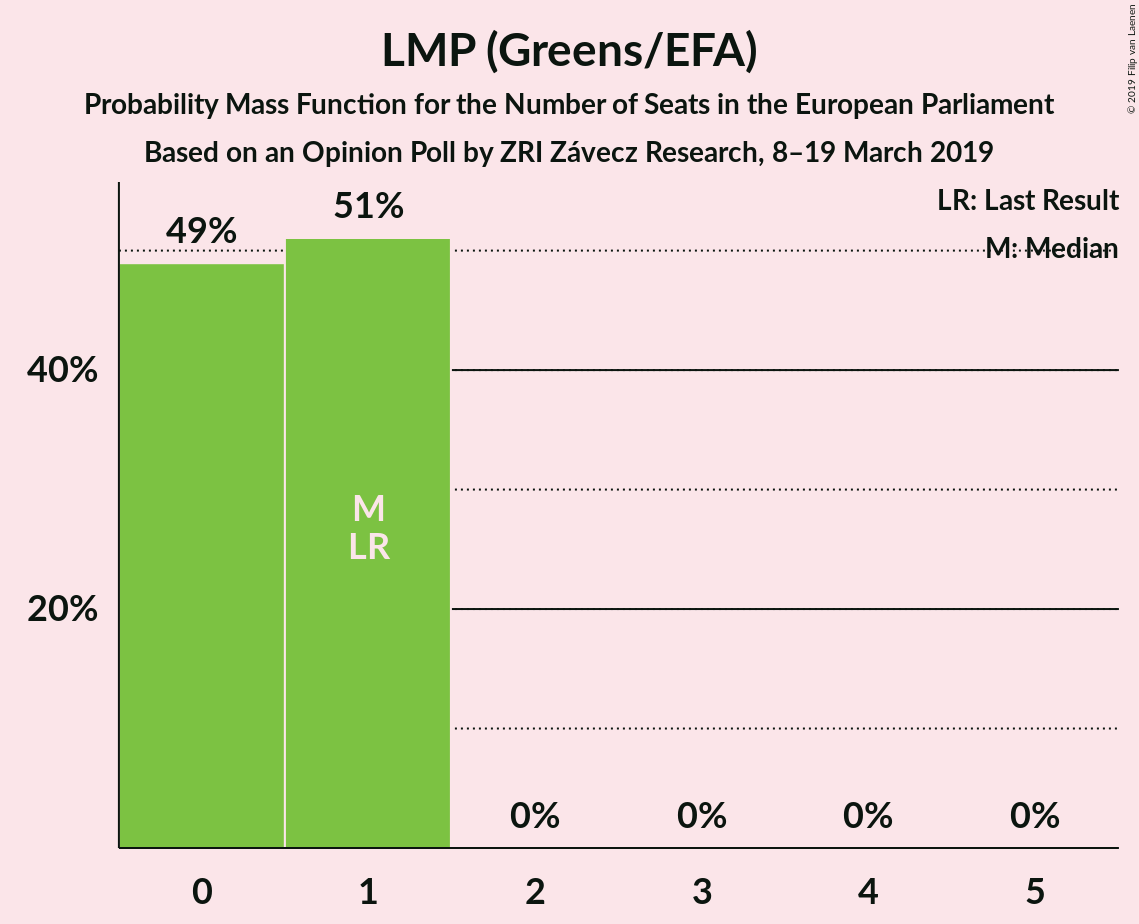 LMP (Greens/EFA)
Probability Mass Function for the Number of Seats in the European Parliament
Based on an Opinion Poll by ZRI Závecz Research, 8–19 March 2019
© 2019 Filip van Laenen
LR: Last Result
M: Median
49%
51%
40%
20%
M
LR
0%
0%
0%
0%
0
1
2
3
4
5